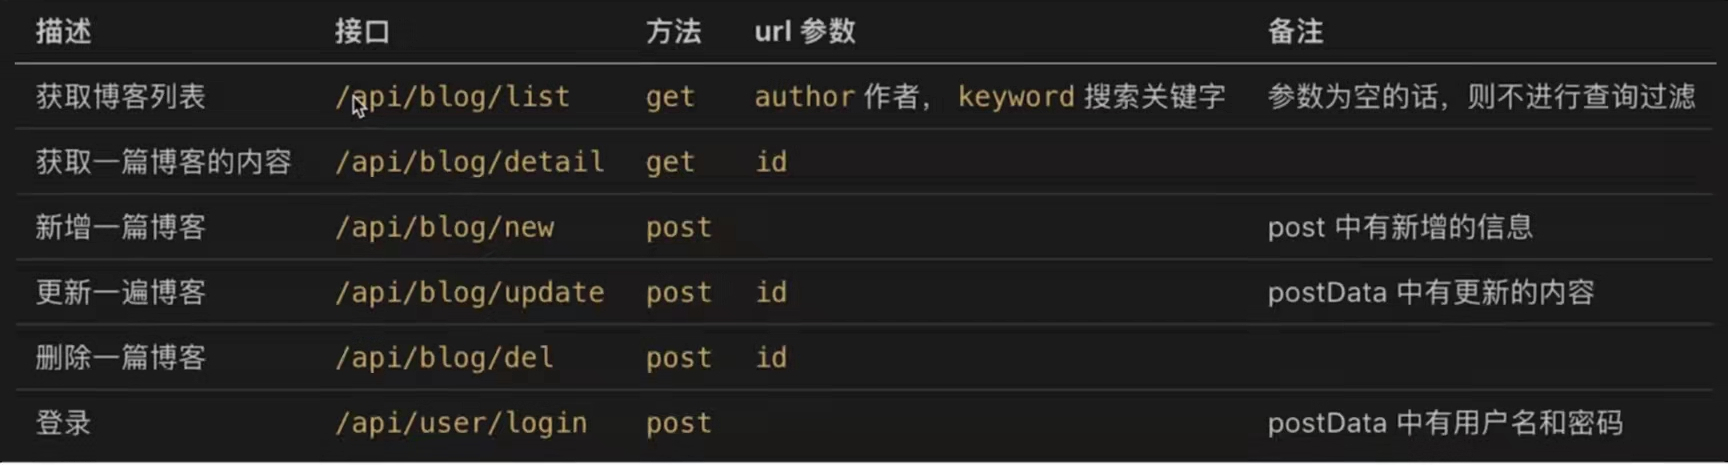 描述 接口 方法 url 参数 备注
获取博客列表 /api/blog/list get author 作者， keyword 搜索关键字 参数为空的话，则不进行查询过滤
获取一篇博客的内容 /api/blog/detail get id
新增一篇博客 /api/blog/new post post 中有新增的信息
更新一遍博客 /api/blog/update post id postData 中有更新的内容
删除一篇博客 /api/blog/del post id
登录 /api/user/login post postData 中有用户名和密码